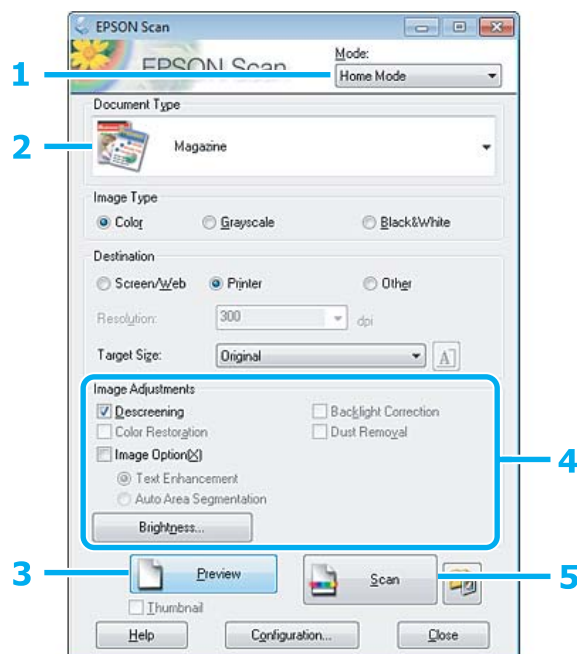 EPSON Scan
EPSON Scan
Mode:
1
Home Mode
Document Type
2
Magazine
Image Type
Color
Grayscale
Black&White
Destination
Screen/Web
Printer
Other
Resolution:
300
dpi
Target Size:
Original
A
Image Adjustments
Descreening
Backlight Correction
Color Restoration
Dust Removal
Image Option(X)
4
Text Enhancement
Auto Area Segmentation
Brightness...
3
Preview
Scan
5
Thumbnail
Help
Configuration...
Close